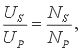 U_S / U_P = N_S / N_P,